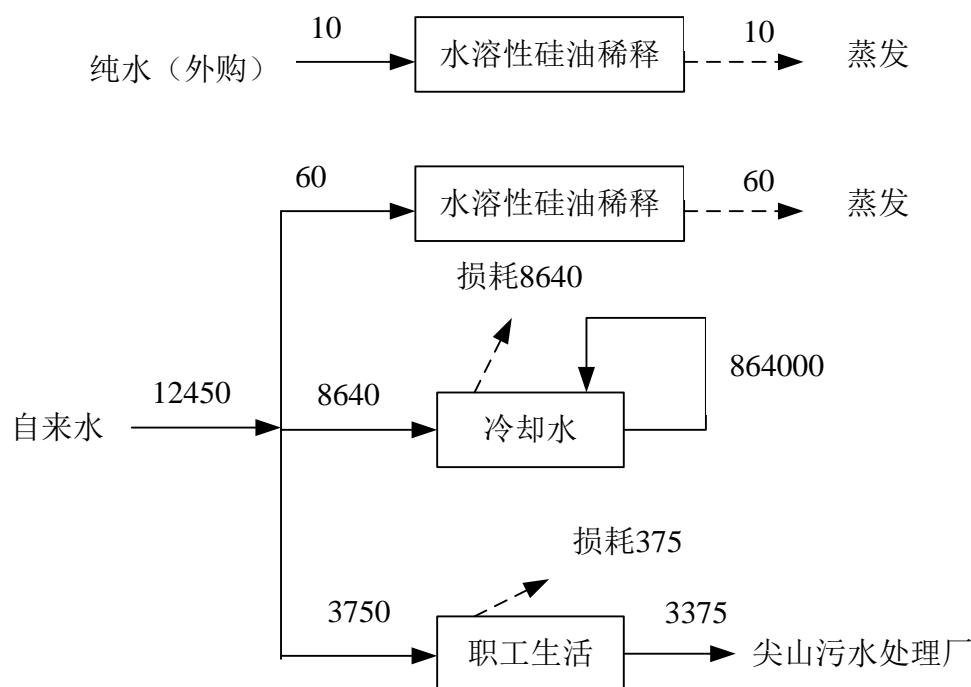 纯水（外购）
10
水溶性硅油稀释
10
蒸发
60
水溶性硅油稀释
60
蒸发
损耗8640
自来水
12450
8640
冷却水
864000
损耗375
3750
职工生活
3375
尖山污水处理厂